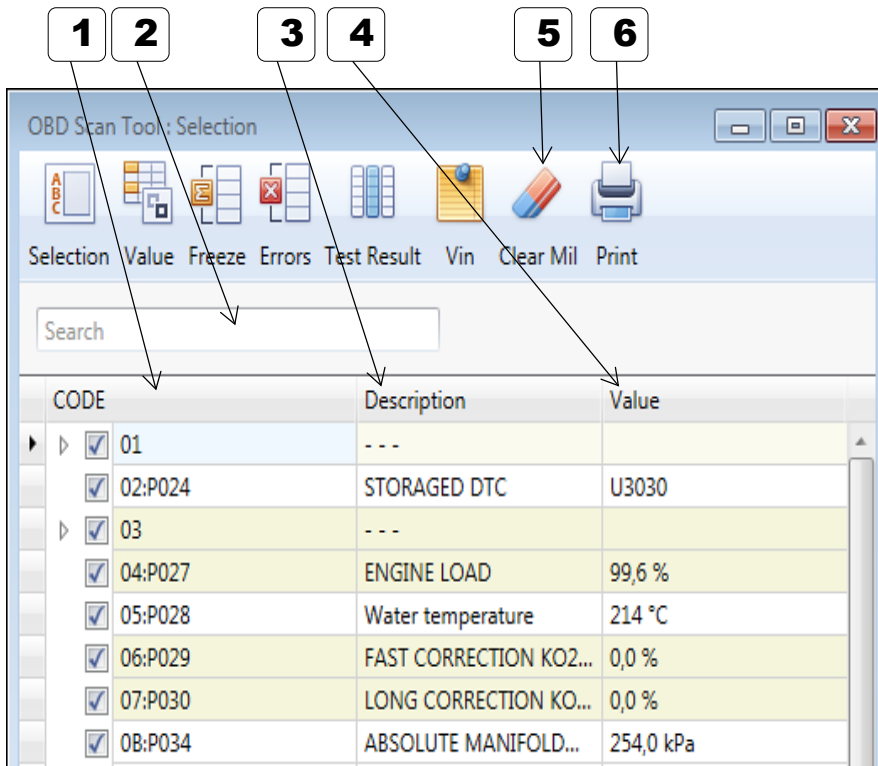 1 2 3 4 5 6
OBD Scan Tool : Selection
A B C
Selection Value Freeze Errors Test Result Vin Clear Mil Print
Search
CODE Description Value
01 - - -
02:P024 STORAGED DTC U3030
03 - - -
04:P027 ENGINE LOAD 99,6 %
05:P028 Water temperature 214 °C
06:P029 FAST CORRECTION KO2... 0,0 %
07:P030 LONG CORRECTION KO... 0,0 %
0B:P034 ABSOLUTE MANIFOLD... 254,0 kPa